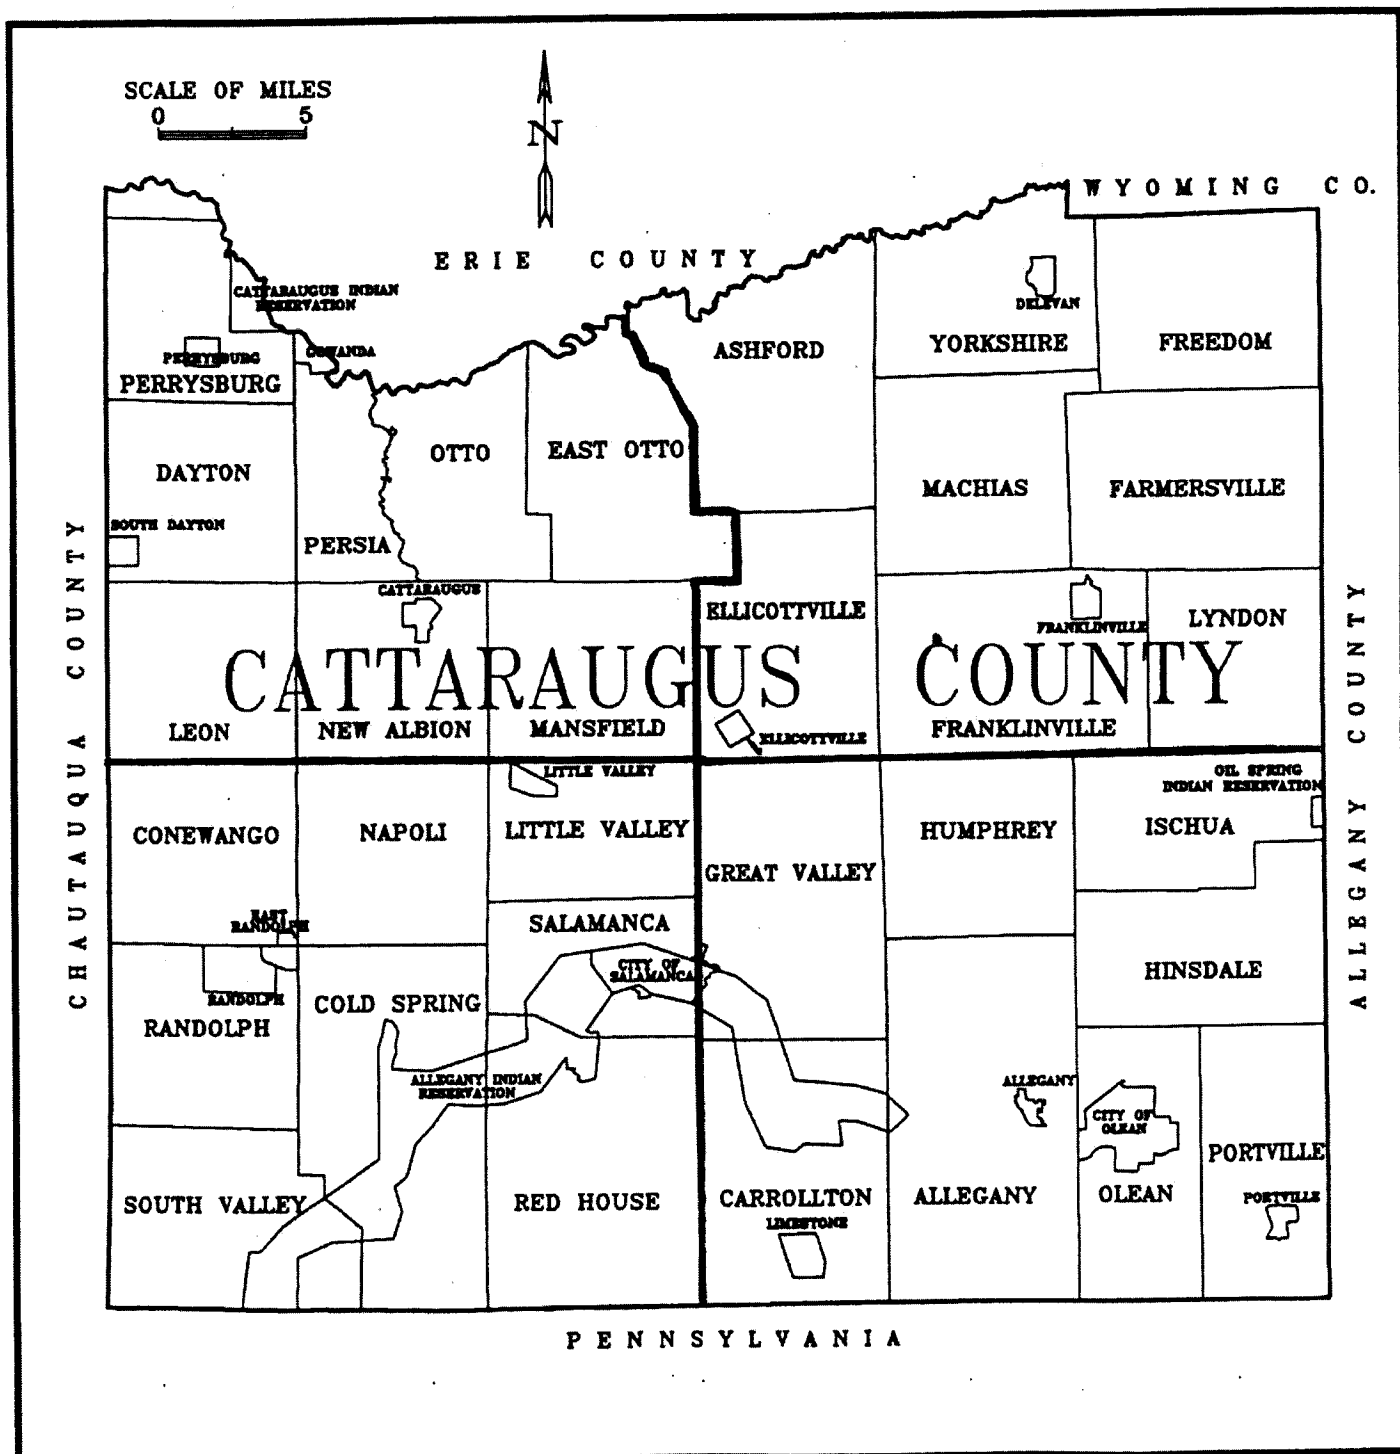 SCALE OF MILES
0 5
N
WYOMING CO.
ERIE COUNTY
CATTARAUGUS INDIAN
RESERVATION
DELEVAN
PERRYSBURG
GOWANDA
PERRYSBURG
ASHFORD
YORKSHIRE
FREEDOM
DAYTON
OTTO
EAST OTTO
MACHIAS
FARMERSVILLE
SOUTH DAYTON
PERSIA
CATTARAUGUS
ELLICOTTVILLE
FRANKLINVILLE
LYNDON
CHAUTAUQUA COUNTY
CATTARAUGUS COUNTY
ALLEGANY COUNTY
LEON
NEW ALBION
MANSFIELD
ELLICOTTVILLE
FRANKLINVILLE
LITTLE VALLEY
OIL SPRING
INDIAN RESERVATION
CONEWANGO
NAPOLI
LITTLE VALLEY
HUMPHREY
ISCHUA
GREAT VALLEY
EAST
RANDOLPH
SALAMANCA
CITY OF
SALAMANCA
HINSDALE
RANDOLPH
COLD SPRING
RANDOLPH
ALLEGANY INDIAN
RESERVATION
ALLEGANY
CITY OF
OLEAN
PORTVILLE
SOUTH VALLEY
RED HOUSE
CARROLLTON
ALLEGANY
OLEAN
PORTVILLE
LIMESTONE
PENNSYLVANIA